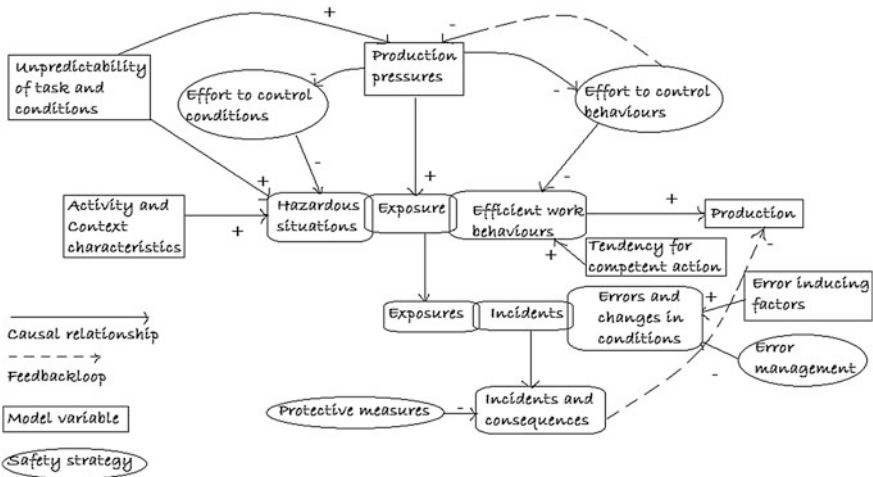 +
-
Unpredictability
of task and
conditions
Production
pressures
-
-
Effort to control
conditions
Effort to control
behaviours
-
+
-
+
-
Activity and
Context
characteristics
+
Hazardous
situations
Exposure
Efficient work
behaviours
+
Production
-
+
Tendency for
competent action
Exposures
Incidents
Errors and
changes in
conditions
+
Error inducing
factors
Causal relationship
Feedbackloop
-
Error
management
Model variable
Protective measures
-
Incidents and
consequences
Safety strategy